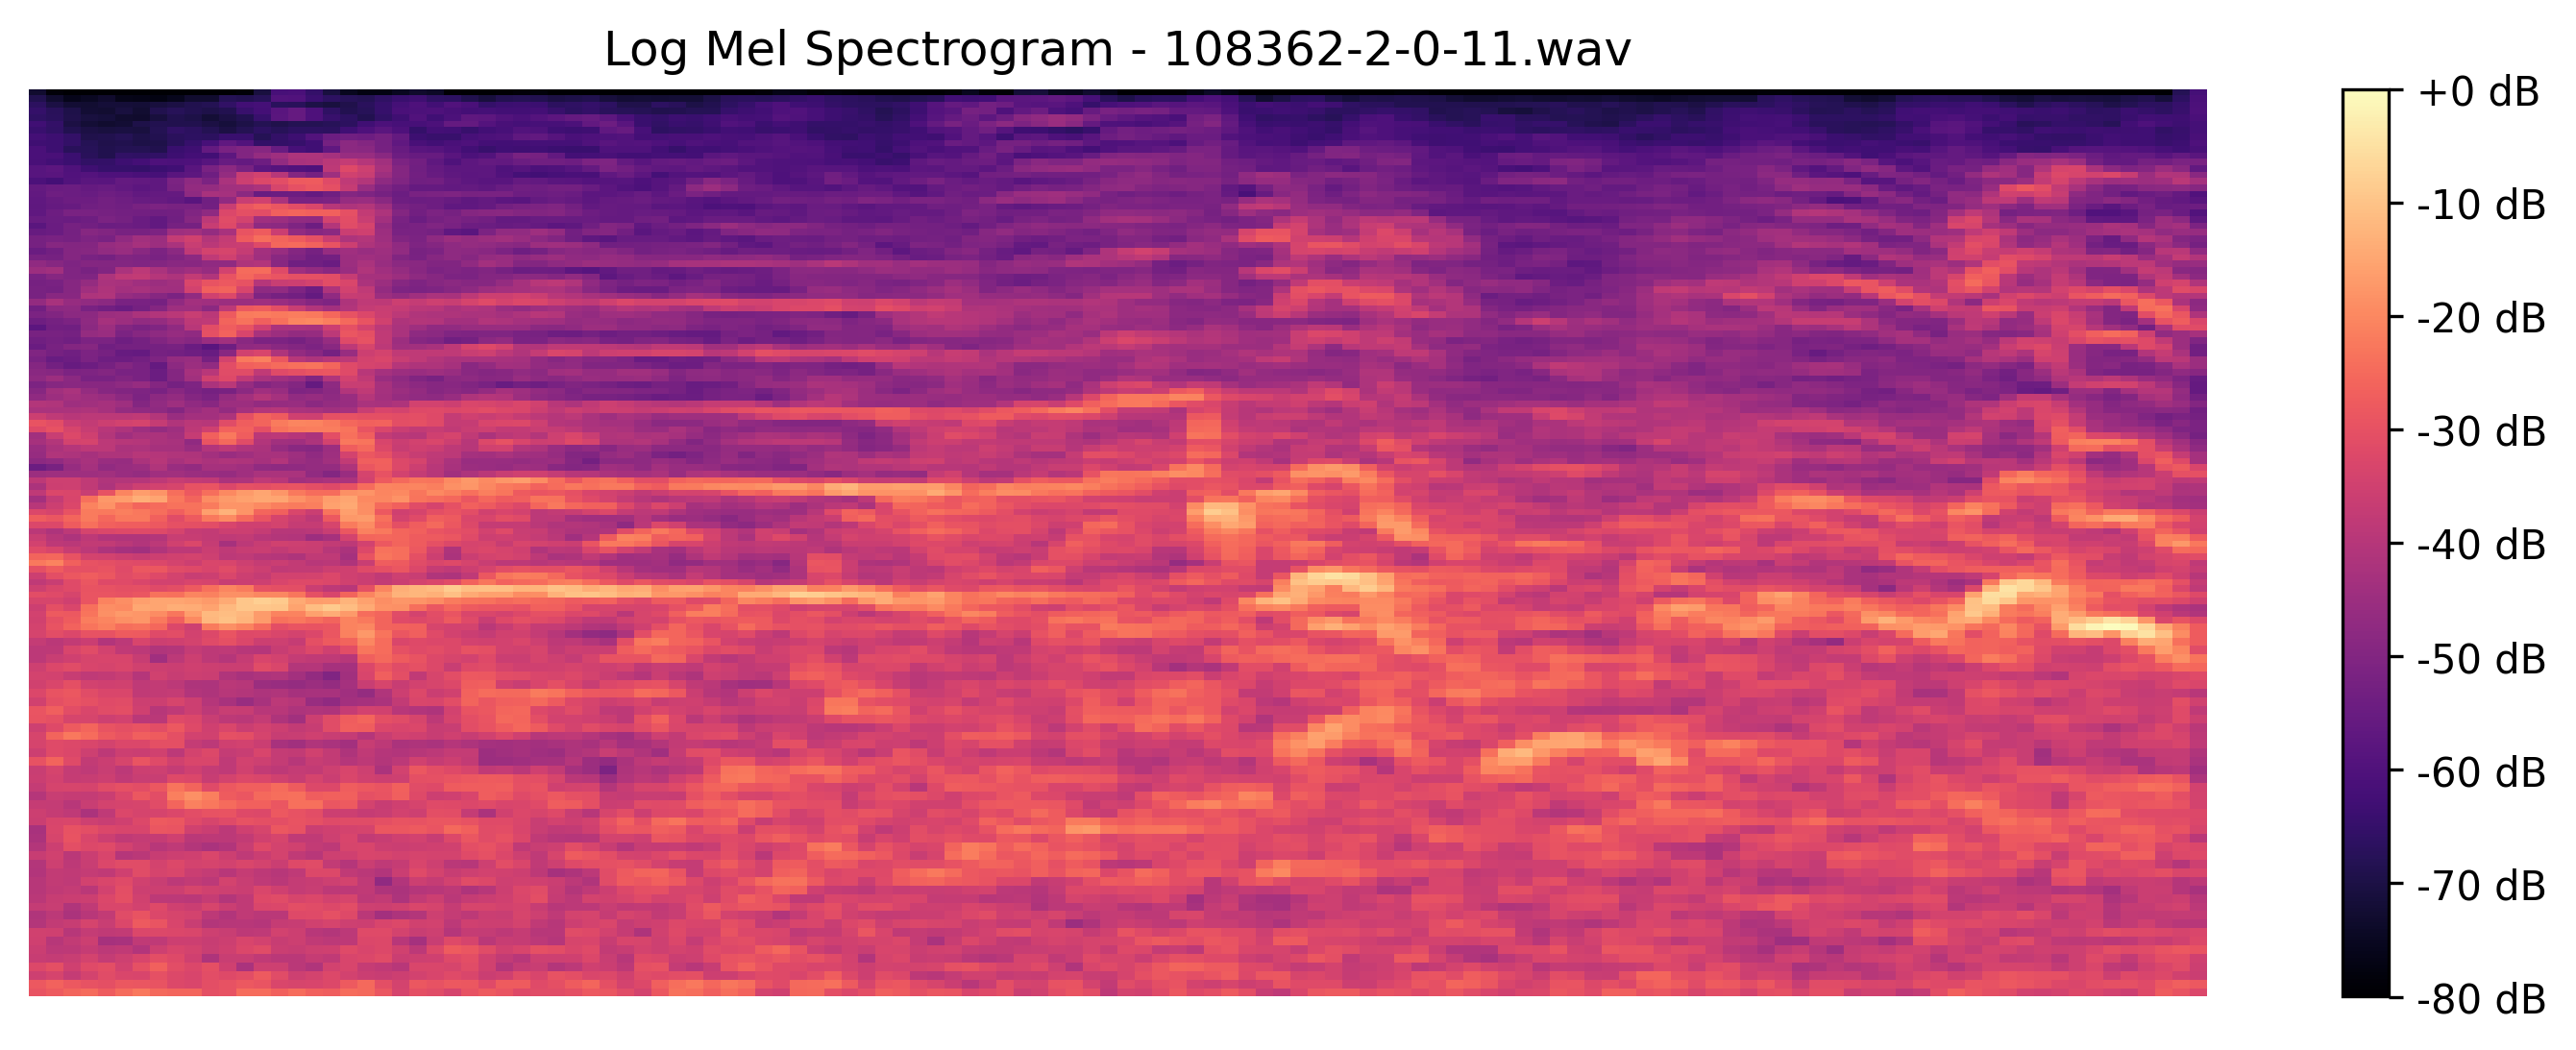 Log Mel Spectrogram - 108362-2-0-11.wav
+0 dB
-10 dB
-20 dB
-30 dB
-40 dB
-50 dB
-60 dB
-70 dB
-80 dB